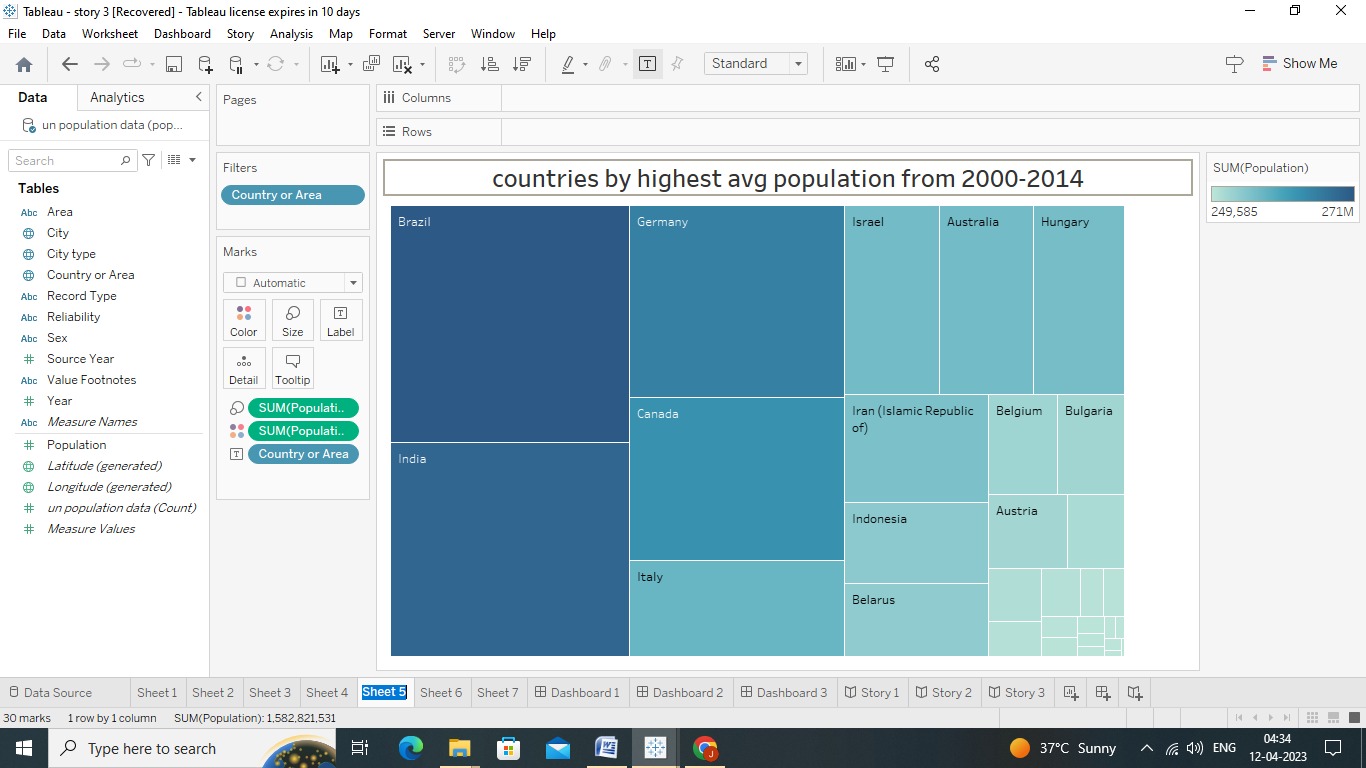 Tableau - story 3 [Recovered] - Tableau license expires in 10 days
File Data Worksheet Dashboard Story Analysis Map Format Server Window Help
Standard
Show Me
Data Analytics
un population data (pop...
Search
Tables
Abc Area
City
City type
Country or Area
Abc Record Type
Abc Reliability
Abc Sex
Source Year
Abc Value Footnotes
Year
Abc Measure Names
Population
Latitude (generated)
Longitude (generated)
un population data (Count)
Measure Values
Pages
Filters
Country or Area
Marks
Automatic
Color Size Label
Detail Tooltip
SUM(Populati..
SUM(Populati..
Country or Area
Columns
Rows
countries by highest avg population from 2000-2014
Brazil
India
Germany
Canada
Italy
Israel
Australia
Hungary
Iran (Islamic Republic
of)
Indonesia
Belarus
Belgium
Bulgaria
Austria
SUM(Population)
249,585 271M
Data Source Sheet 1 Sheet 2 Sheet 3 Sheet 4 Sheet 5 Sheet 6 Sheet 7 Dashboard 1 Dashboard 2 Dashboard 3 Story 1 Story 2 Story 3
30 marks 1 row by 1 column SUM(Population): 1,582,821,531
Type here to search
37°C Sunny
ENG
04:34
12-04-2023